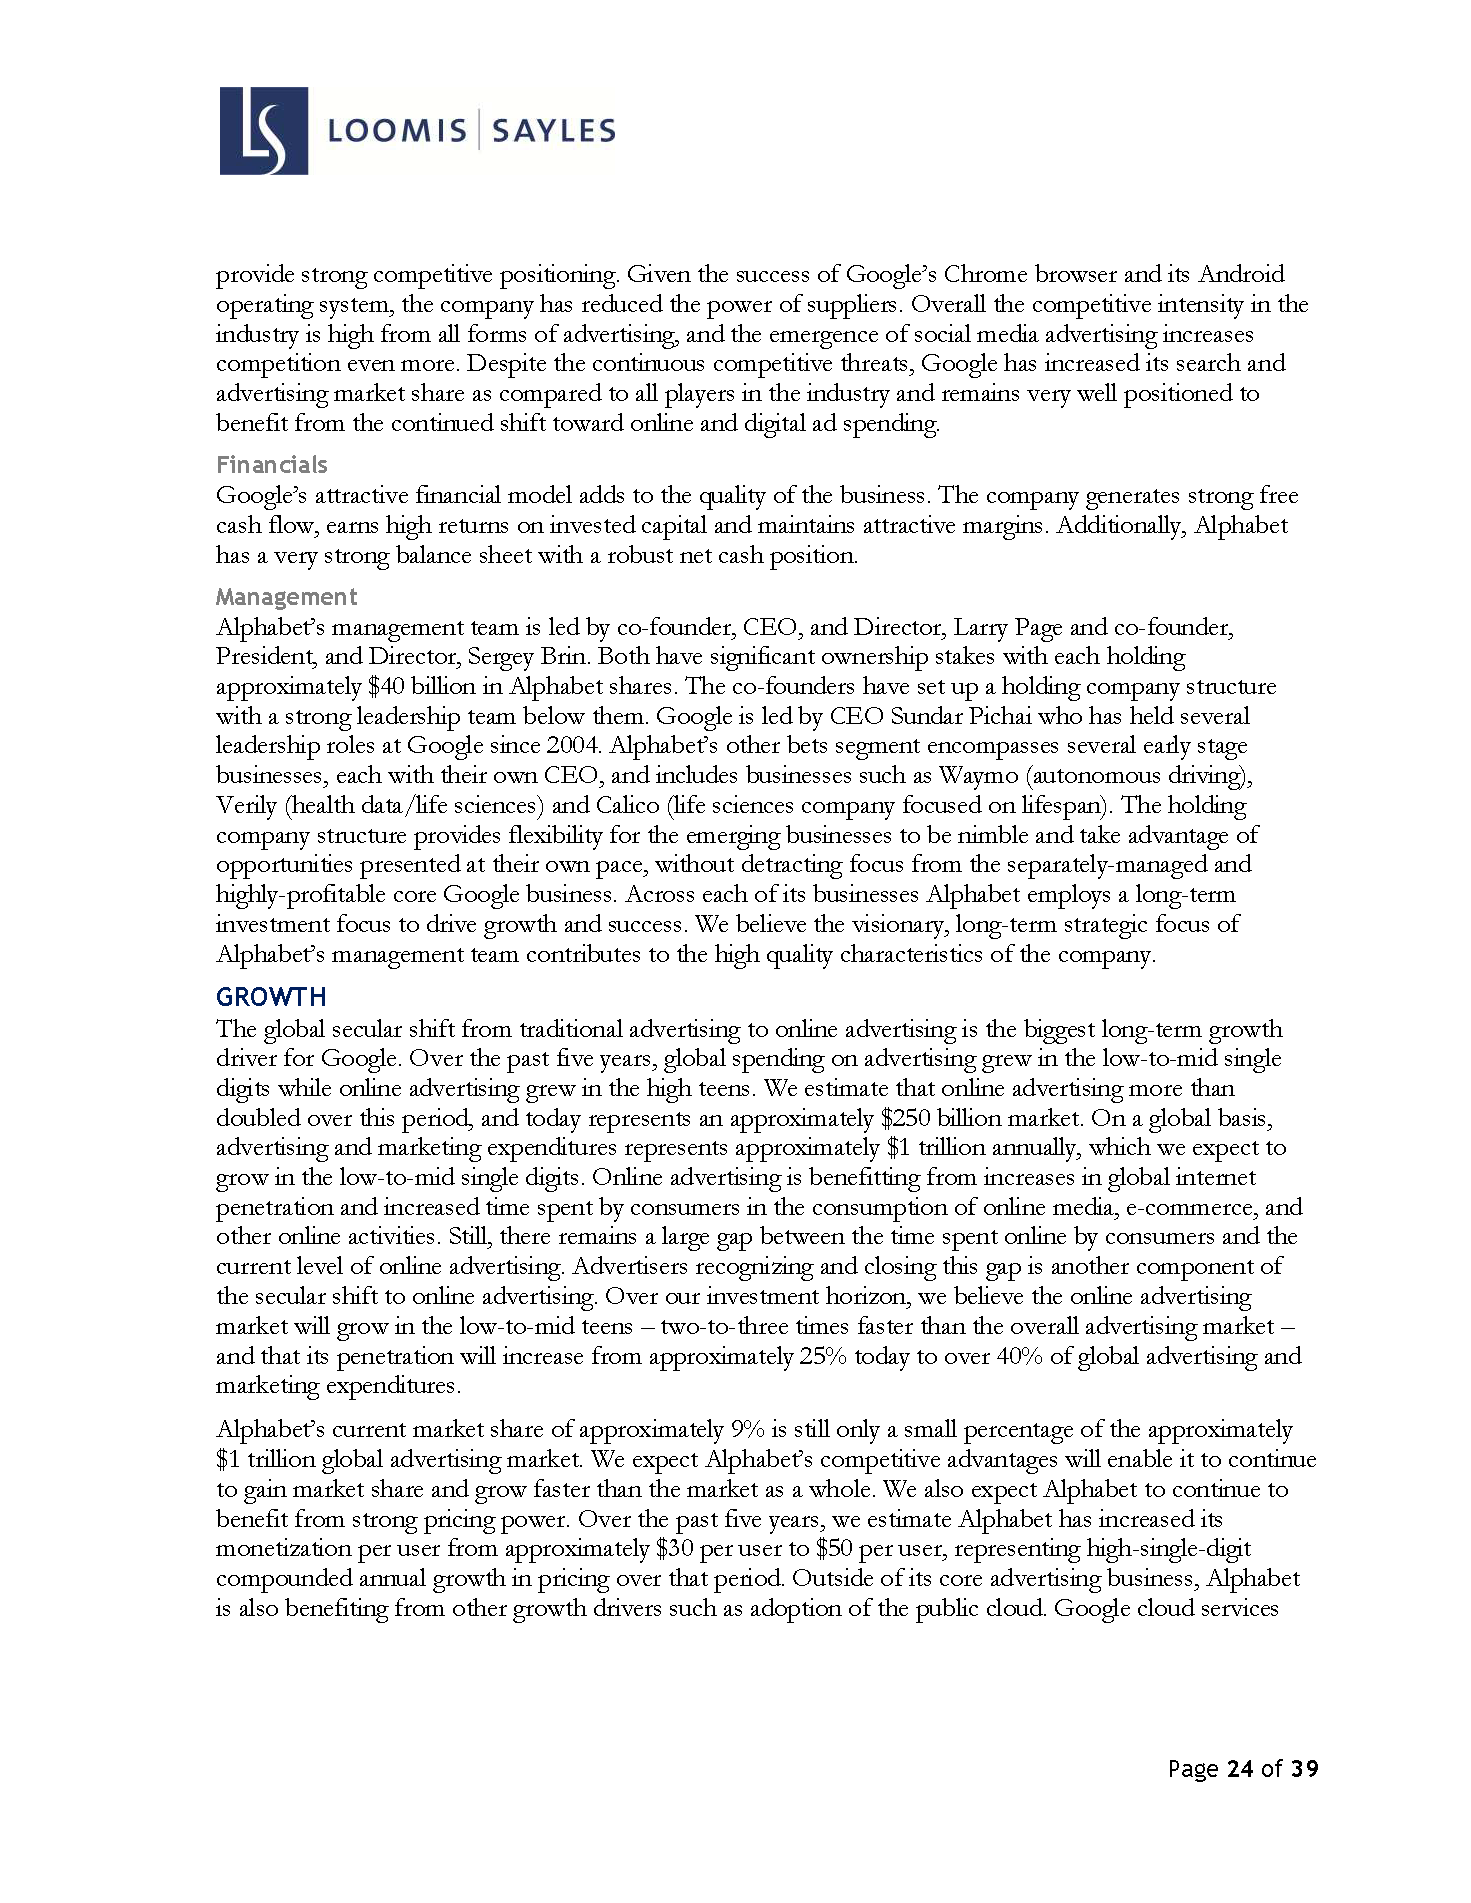 LOOMIS | SAYLES
provide strong competitive positioning. Given the success of Google’s Chrome browser and its Android
operating system, the company has reduced the power of suppliers. Overall the competitive intensity in the
industry is high from all forms of advertising, and the emergence of social media advertising increases
competition even more. Despite the continuous competitive threats, Google has increased its search and
advertising market share as compared to all players in the industry and remains very well positioned to
benefit from the continued shift toward online and digital ad spending.
Financials
Google’s attractive financial model adds to the quality of the business. The company generates strong free
cash flow, earns high returns on invested capital and maintains attractive margins. Additionally, Alphabet
has a very strong balance sheet with a robust net cash position.
Management
Alphabet’s management team is led by co-founder, CEO, and Director, Larry Page and co-founder,
President, and Director, Sergey Brin. Both have significant ownership stakes with each holding
approximately $40 billion in Alphabet shares. The co-founders have set up a holding company structure
with a strong leadership team below them. Google is led by CEO Sundar Pichai who has held several
leadership roles at Google since 2004. Alphabet’s other bets segment encompasses several early stage
businesses, each with their own CEO, and includes businesses such as Waymo (autonomous driving),
Verily (health data/life sciences) and Calico (life sciences company focused on lifespan). The holding
company structure provides flexibility for the emerging businesses to be nimble and take advantage of
opportunities presented at their own pace, without detracting focus from the separately-managed and
highly-profitable core Google business. Across each of its businesses Alphabet employs a long-term
investment focus to drive growth and success. We believe the visionary, long-term strategic focus of
Alphabet’s management team contributes to the high quality characteristics of the company.
GROWTH
The global secular shift from traditional advertising to online advertising is the biggest long-term growth
driver for Google. Over the past five years, global spending on advertising grew in the low-to-mid single
digits while online advertising grew in the high teens. We estimate that online advertising more than
doubled over this period, and today represents an approximately $250 billion market. On a global basis,
advertising and marketing expenditures represents approximately $1 trillion annually, which we expect to
grow in the low-to-mid single digits. Online advertising is benefitting from increases in global internet
penetration and increased time spent by consumers in the consumption of online media, e-commerce, and
other online activities. Still, there remains a large gap between the time spent online by consumers and the
current level of online advertising. Advertisers recognizing and closing this gap is another component of
the secular shift to online advertising. Over our investment horizon, we believe the online advertising
market will grow in the low-to-mid teens – two-to-three times faster than the overall advertising market –
and that its penetration will increase from approximately 25% today to over 40% of global advertising and
marketing expenditures.
Alphabet’s current market share of approximately 9% is still only a small percentage of the approximately
$1 trillion global advertising market. We expect Alphabet’s competitive advantages will enable it to continue
to gain market share and grow faster than the market as a whole. We also expect Alphabet to continue to
benefit from strong pricing power. Over the past five years, we estimate Alphabet has increased its
monetization per user from approximately $30 per user to $50 per user, representing high-single-digit
compounded annual growth in pricing over that period. Outside of its core advertising business, Alphabet
is also benefiting from other growth drivers such as adoption of the public cloud. Google cloud services
Page 24 of 39